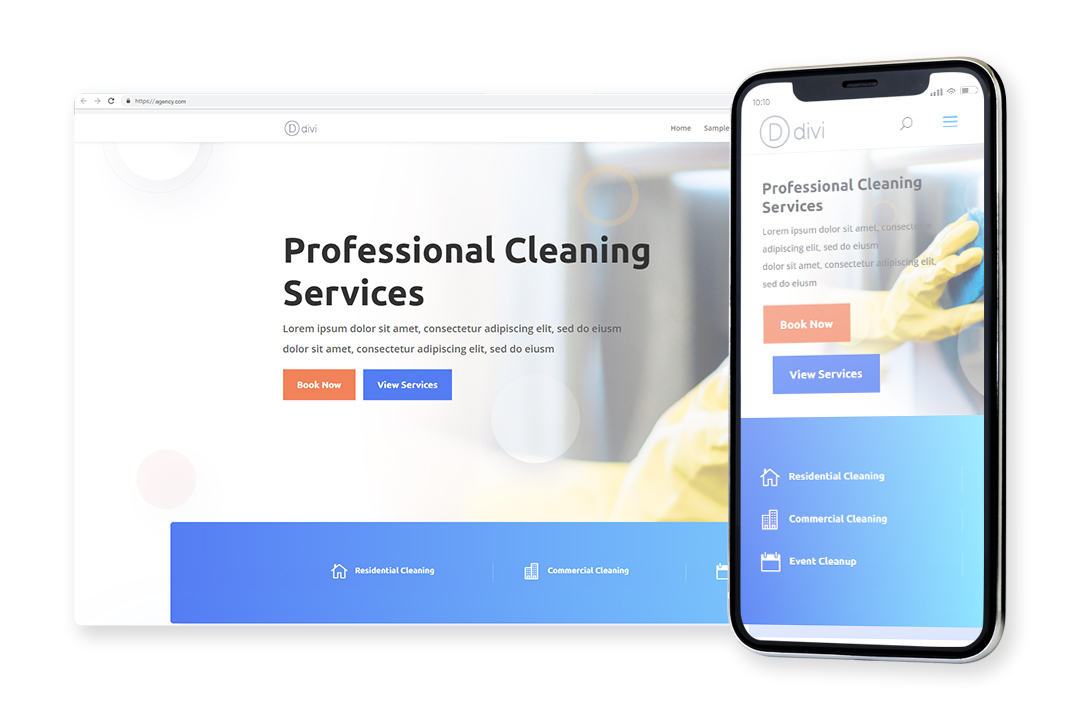 https://agency.com
D divi
Home Sample
Professional Cleaning
Services
Lorem ipsum dolor sit amet, consectetur adipiscing elit, sed do eiusm
dolor sit amet, consectetur adipiscing elit, sed do eiusm
Book Now View Services
Residential Cleaning Commercial Cleaning
10:10
D divi
Professional Cleaning
Services
Lorem ipsum dolor sit amet, consectetur
adipiscing elit, sed do eiusm
dolor sit amet, consectetur adipiscing elit,
sed do eiusm
Book Now
View Services
Residential Cleaning
Commercial Cleaning
Event Cleanup